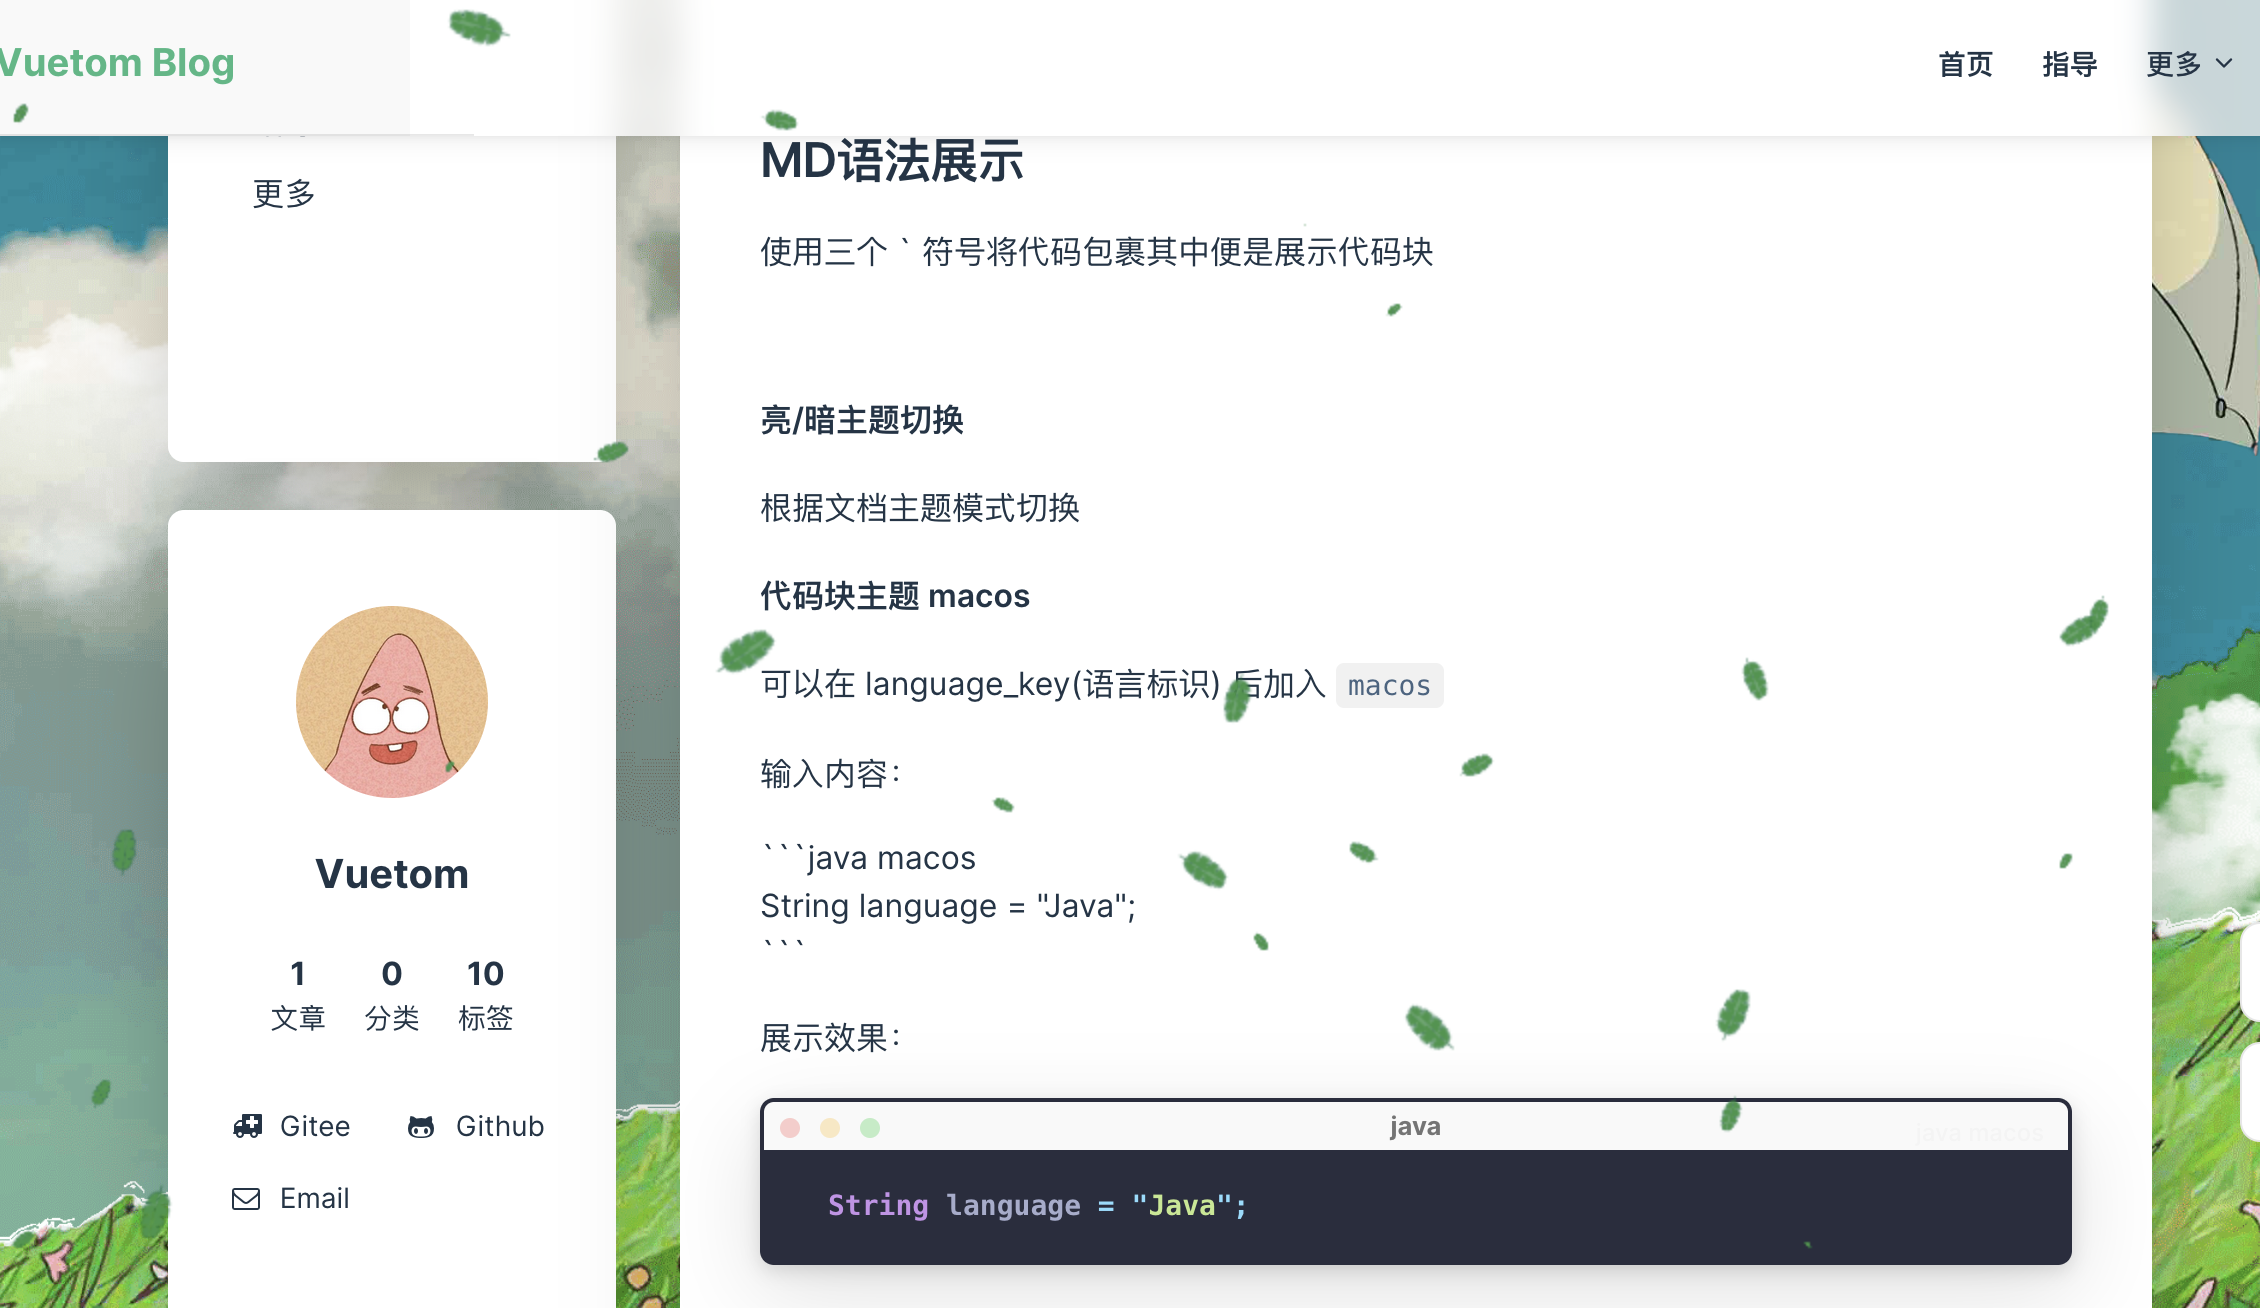 Vuetom Blog
首页 指导 更多
更多
MD语法展示
使用三个 ` 符号将代码包裹其中便是展示代码块
亮/暗主题切换
根据文档主题模式切换
代码块主题 macos
可以在 language_key(语言标识) 后加入 macos
输入内容：
```java macos
String language = "Java";
```
展示效果：
java
java macos
String language = "Java";
Vuetom
1 0 10
文章 分类 标签
Gitee Github
Email